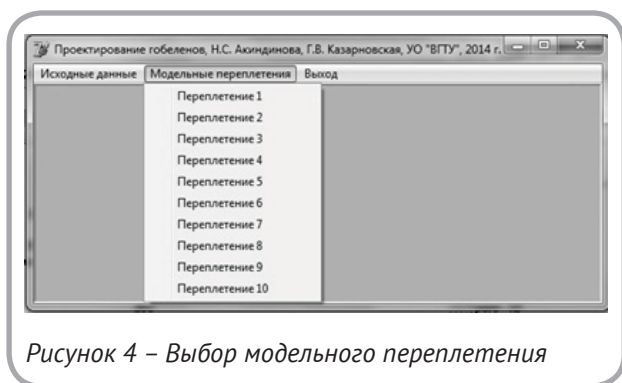 Проектирование гобеленов, Н.С. Акиндинова, Г.В. Казарновская, УО "ВГТУ", 2014 г.
Исходные данные Модельные переплетения Выход
Переплетение 1
Переплетение 2
Переплетение 3
Переплетение 4
Переплетение 5
Переплетение 6
Переплетение 7
Переплетение 8
Переплетение 9
Переплетение 10
Рисунок 4 – Выбор модельного переплетения